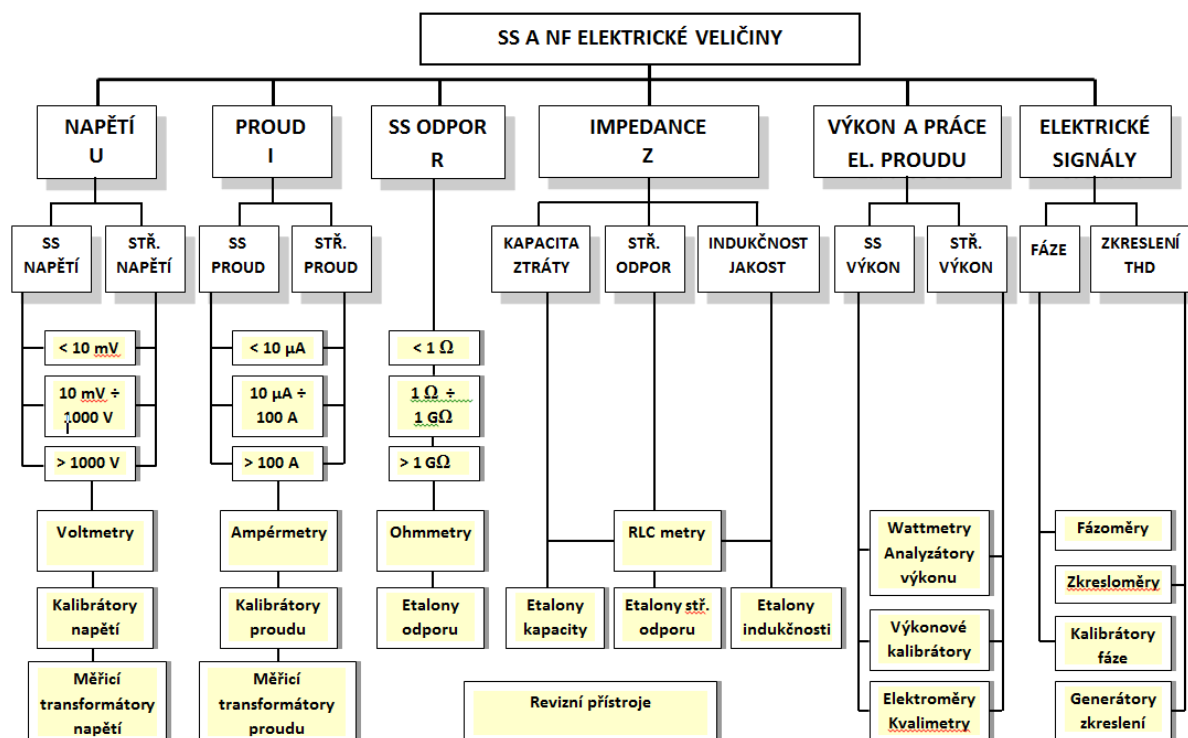 SS A NF ELEKTRICKÉ VELIČINY
NAPĚTÍ
U
PROUD
I
SS ODPOR
R
IMPEDANCE
Z
VÝKON A PRÁCE
EL. PROUDU
ELEKTRICKÉ
SIGNÁLY
SS
NAPĚTÍ
STŘ.
NAPĚTÍ
SS
PROUD
STŘ.
PROUD
KAPACITA
ZTRÁTY
STŘ.
ODPOR
INDUKČNOST
JAKOST
SS
VÝKON
STŘ.
VÝKON
FÁZE
ZKRESLENÍ
THD
< 10 mV
10 mV ÷
1000 V
> 1000 V
< 10 µA
10 µA ÷
100 A
> 100 A
< 1 Ω
1 Ω ÷
1 GΩ
> 1 GΩ
Voltmetry
Ampérmetry
Ohmmetry
RLC metry
Wattmetry
Analyzátory
výkonu
Fázoměry
Zkresloměry
Kalibrátory
napětí
Kalibrátory
proudu
Etalony
odporu
Etalony
kapacity
Etalony stř.
odporu
Etalony
indukčnosti
Výkonové
kalibrátory
Kalibrátory
fáze
Měřicí
transformátory
napětí
Měřicí
transformátory
proudu
Revizní přístroje
Elektroměry
Kvalimetry
Generátory
zkreslení